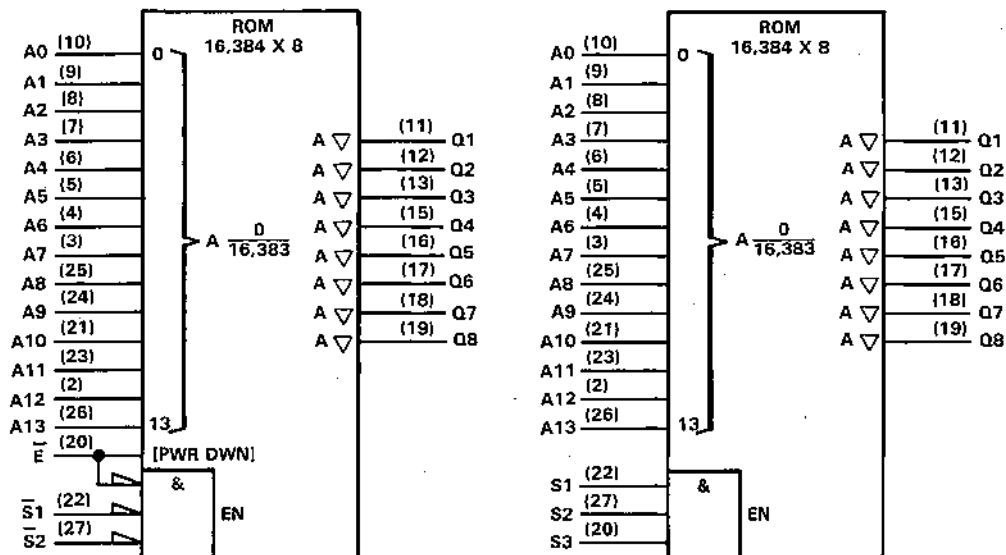 ROM
16,384 X 8
A0 (10) 0
A1 (9)
A2 (8)
A3 (7) A ▽ (11) Q1
A4 (6) A ▽ (12) Q2
A5 (5) A ▽ (13) Q3
A6 (4) A ▽ (15) Q4
A 0/16,383
A7 (3) A ▽ (16) Q5
A8 (25) A ▽ (17) Q6
A9 (24) A ▽ (18) Q7
A10 (21) A ▽ (19) Q8
A11 (23)
A12 (2)
A13 (26) 13
E̅ (20) [PWR DWN]
&
S̅1̅ (22) EN
S̅2̅ (27)
ROM
16,384 X 8
A0 (10) 0
A1 (9)
A2 (8)
A3 (7) A ▽ (11) Q1
A4 (6) A ▽ (12) Q2
A5 (5) A ▽ (13) Q3
A6 (4) A ▽ (15) Q4
A 0/16,383
A7 (3) A ▽ (16) Q5
A8 (25) A ▽ (17) Q6
A9 (24) A ▽ (18) Q7
A10 (21) A ▽ (19) Q8
A11 (23)
A12 (2)
A13 (26) 13
S1 (22) &
S2 (27) EN
S3 (20)